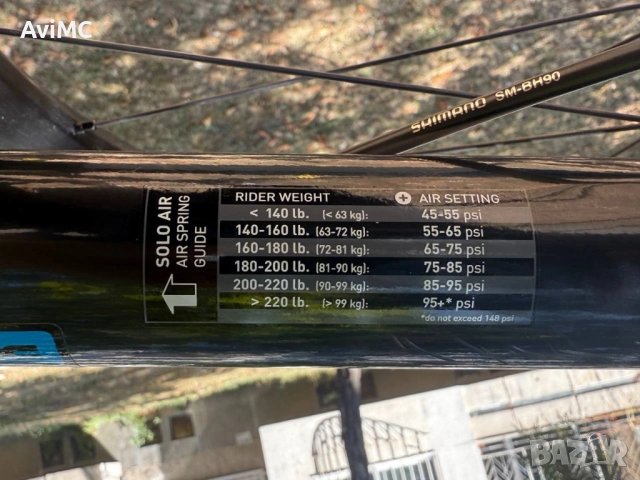 AviMC
SHIMANO SM-BH90
SOLO AIR
AIR SPRING
GUIDE
RIDER WEIGHT + AIR SETTING
< 140 lb. (< 63 kg): 45-55 psi
140-160 lb. (63-72 kg): 55-65 psi
160-180 lb. (72-81 kg): 65-75 psi
180-200 lb. (81-90 kg): 75-85 psi
200-220 lb. (90-99 kg): 85-95 psi
> 220 lb. (> 99 kg): 95+* psi
*do not exceed 148 psi
BAZAR